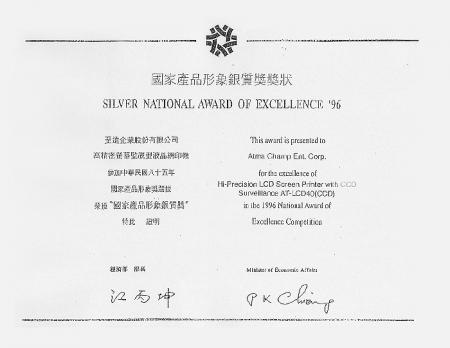 國家產品形象銀質獎獎狀
SILVER NATIONAL AWARD OF EXCELLENCE '96
至遠企業股份有限公司
高精密螢幕監視型液晶網印機
參加中華民國八十五年
國家產品形象獎選拔
榮獲"國家產品形象銀質獎"
特此 證明
This award is presented to
Atma Champ Ent. Corp.
for the excellence of
Hi-Precision LCD Screen Printer with CCD
Surveillance AT-LCD40(CCD)
in the 1996 National Award of
Excellence Competition
經濟部 部長
江丙坤
Minister of Economic Affairs
P K Chiang